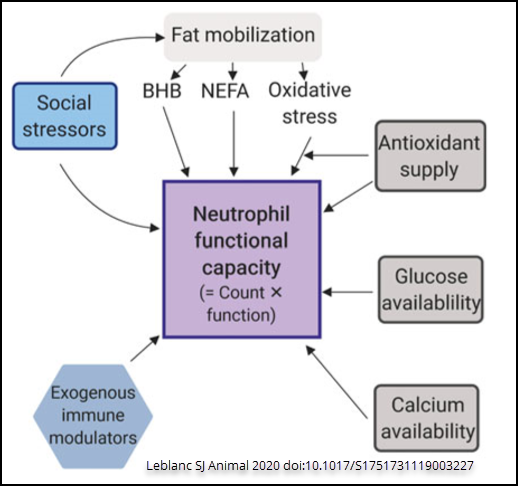 Fat mobilization
BHB NEFA Oxidative
stress
Social
stressors
Antioxidant
supply
Neutrophil
functional
capacity
(= Count ×
function)
Glucose
availablility
Exogenous
immune
modulators
Calcium
availability
Leblanc SJ Animal 2020 doi:10.1017/S1751731119003227